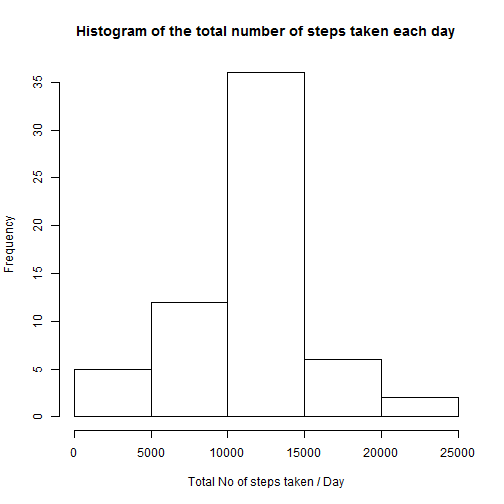 Histogram of the total number of steps taken each day
35
30
25
20
15
10
5
0
Frequency
0 5000 10000 15000 20000 25000
Total No of steps taken / Day